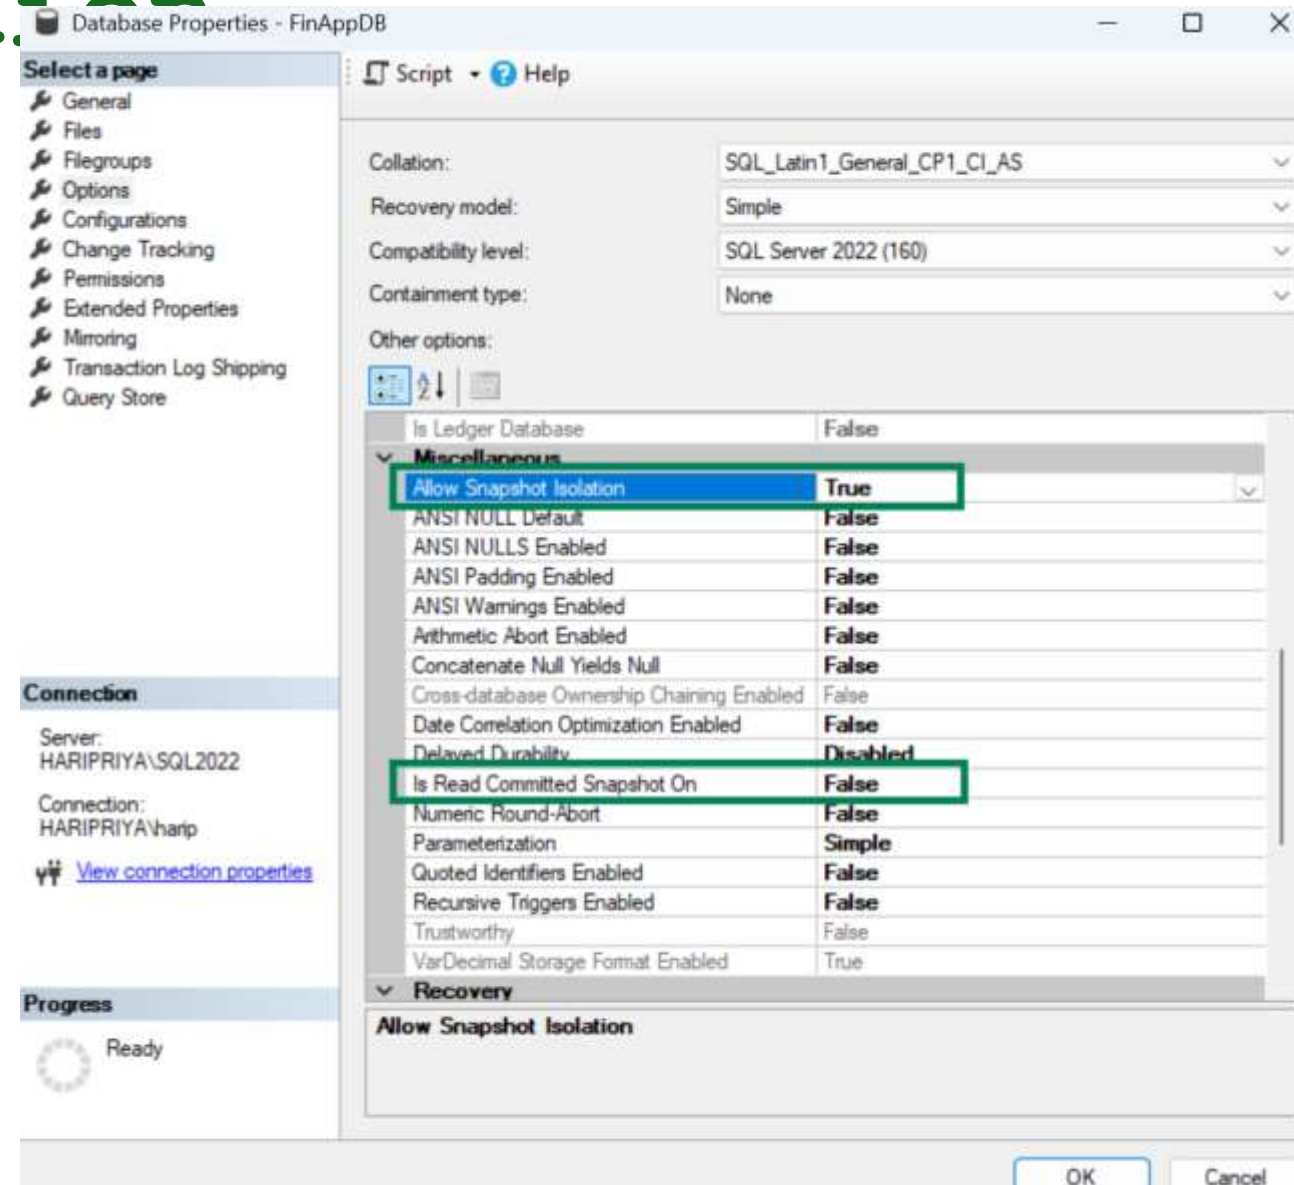 Database Properties - FinAppDB
Select a page
General
Files
Filegroups
Options
Configurations
Change Tracking
Permissions
Extended Properties
Mirroring
Transaction Log Shipping
Query Store
Connection
Server:
HARIPRIYA\SQL2022
Connection:
HARIPRIYA\harip
View connection properties
Progress
Ready
Script Help
Collation: SQL_Latin1_General_CP1_CI_AS
Recovery model: Simple
Compatibility level: SQL Server 2022 (160)
Containment type: None
Other options:
Is Ledger Database False
Miscellaneous
Allow Snapshot Isolation True
ANSI NULL Default False
ANSI NULLS Enabled False
ANSI Padding Enabled False
ANSI Warnings Enabled False
Arithmetic Abort Enabled False
Concatenate Null Yields Null False
Cross-database Ownership Chaining Enabled False
Date Correlation Optimization Enabled False
Delayed Durability Disabled
Is Read Committed Snapshot On False
Numeric Round-Abort False
Parameterization Simple
Quoted Identifiers Enabled False
Recursive Triggers Enabled False
Trustworthy False
VarDecimal Storage Format Enabled True
Recovery
Allow Snapshot Isolation
OK Cancel